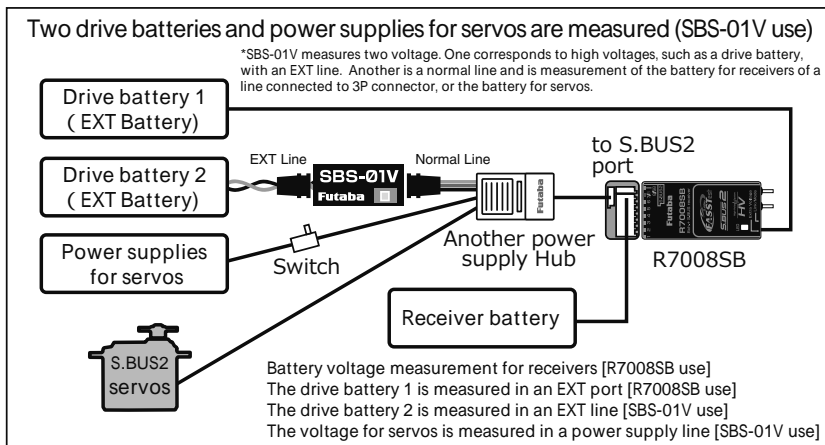 Two drive batteries and power supplies for servos are measured (SBS-01V use)
*SBS-01V measures two voltage. One corresponds to high voltages, such as a drive battery,
with an EXT line. Another is a normal line and is measurement of the battery for receivers of a
line connected to 3P connector, or the battery for servos.
Drive battery 1
( EXT Battery)
to S.BUS2
port
Drive battery 2
( EXT Battery)
EXT Line
SBS-01V
Futaba
Normal Line
Futaba
Futaba
R7008SB
FASST
S.BUS2
HV
Power supplies
for servos
Switch
Another power
supply Hub
R7008SB
Receiver battery
S.BUS2
servos
Battery voltage measurement for receivers [R7008SB use]
The drive battery 1 is measured in an EXT port [R7008SB use]
The drive battery 2 is measured in an EXT line [SBS-01V use]
The voltage for servos is measured in a power supply line [SBS-01V use]